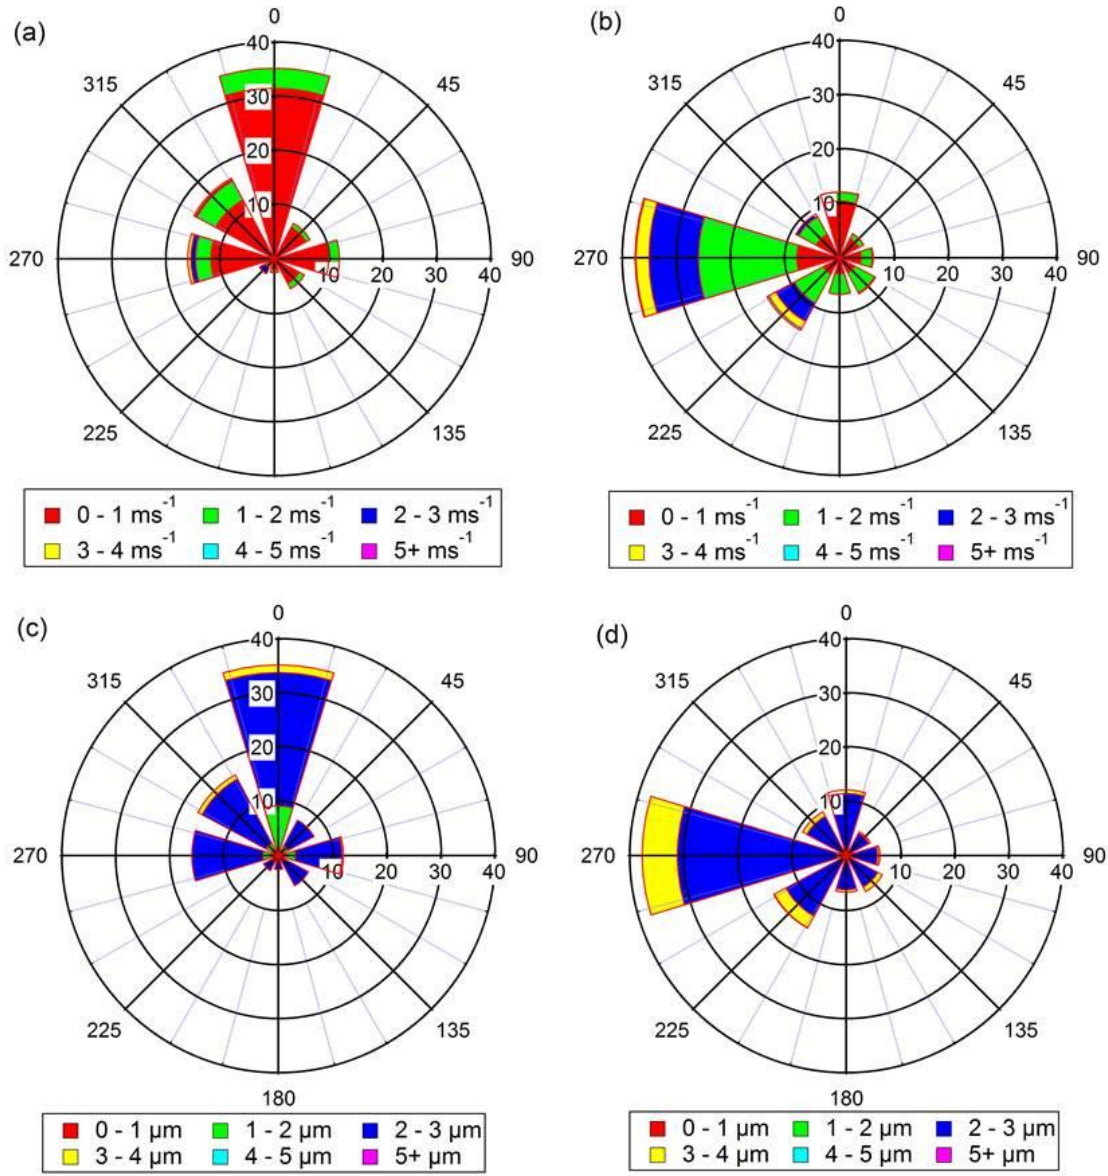 (a)
0
40
30
20
10
315
45
270
10
10
20
30
40
90
225
135
0 - 1 ms-1
1 - 2 ms-1
2 - 3 ms-1
3 - 4 ms-1
4 - 5 ms-1
5+ ms-1
(b)
0
40
30
20
10
315
45
270
10
20
30
40
90
225
135
0 - 1 ms-1
1 - 2 ms-1
2 - 3 ms-1
3 - 4 ms-1
4 - 5 ms-1
5+ ms-1
(c)
0
40
30
20
10
315
45
270
10
20
30
40
90
225
135
180
0 - 1 µm
1 - 2 µm
2 - 3 µm
3 - 4 µm
4 - 5 µm
5+ µm
(d)
0
40
30
20
10
315
45
270
10
20
30
40
90
225
135
180
0 - 1 µm
1 - 2 µm
2 - 3 µm
3 - 4 µm
4 - 5 µm
5+ µm